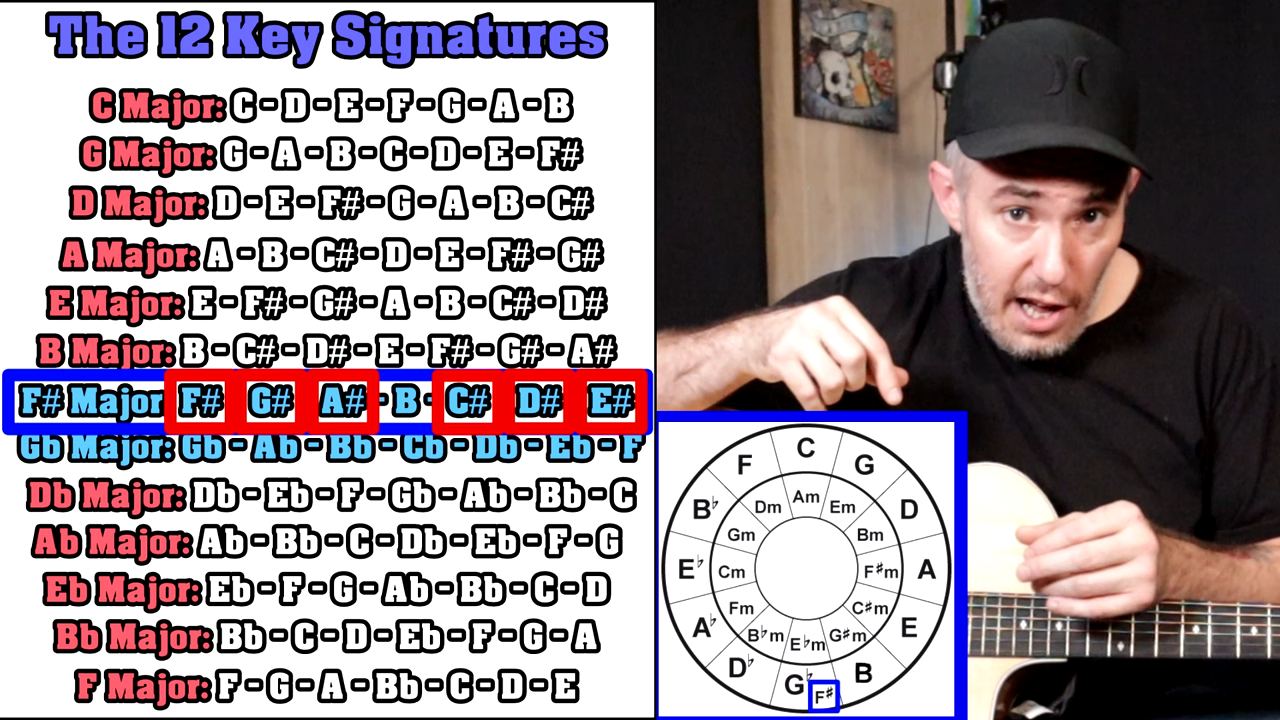 The 12 Key Signatures
C Major: C - D - E - F - G - A - B
G Major: G - A - B - C - D - E - F#
D Major: D - E - F# - G - A - B - C#
A Major: A - B - C# - D - E - F# - G#
E Major: E - F# - G# - A - B - C# - D#
B Major: B - C# - D# - E - F# - G# - A#
F# Major F# G# A# - B - C# D# E#
Gb Major: Gb - Ab - Bb - Cb - Db - Eb - F
Db Major: Db - Eb - F - Gb - Ab - Bb - C
Ab Major: Ab - Bb - C - Db - Eb - F - G
Eb Major: Eb - F - G - Ab - Bb - C - D
Bb Major: Bb - C - D - Eb - F - G - A
F Major: F - G - A - Bb - C - D - E
C
G
D
A
E
B
G♭
F#
D♭
A♭
E♭
B♭
F
Am
Em
Bm
F#m
C#m
G#m
E♭m
B♭m
Fm
Cm
Gm
Dm